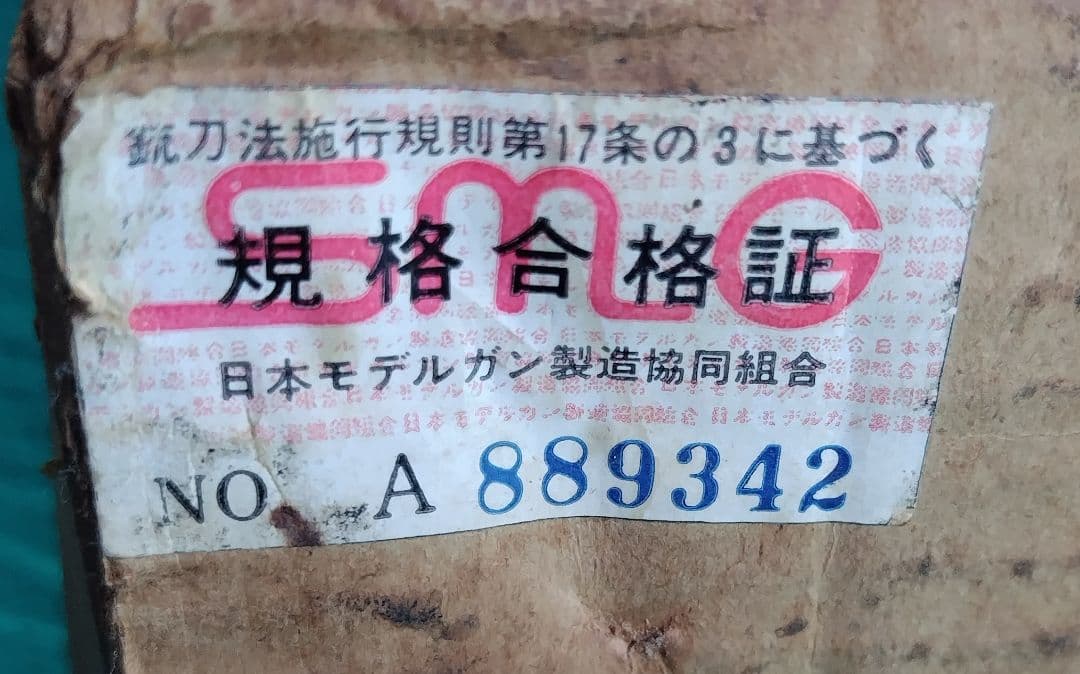 銃刀法施行規則第17条の3に基づく
SMG
規格合格証
日本モデルガン製造協同組合
NO A 889342